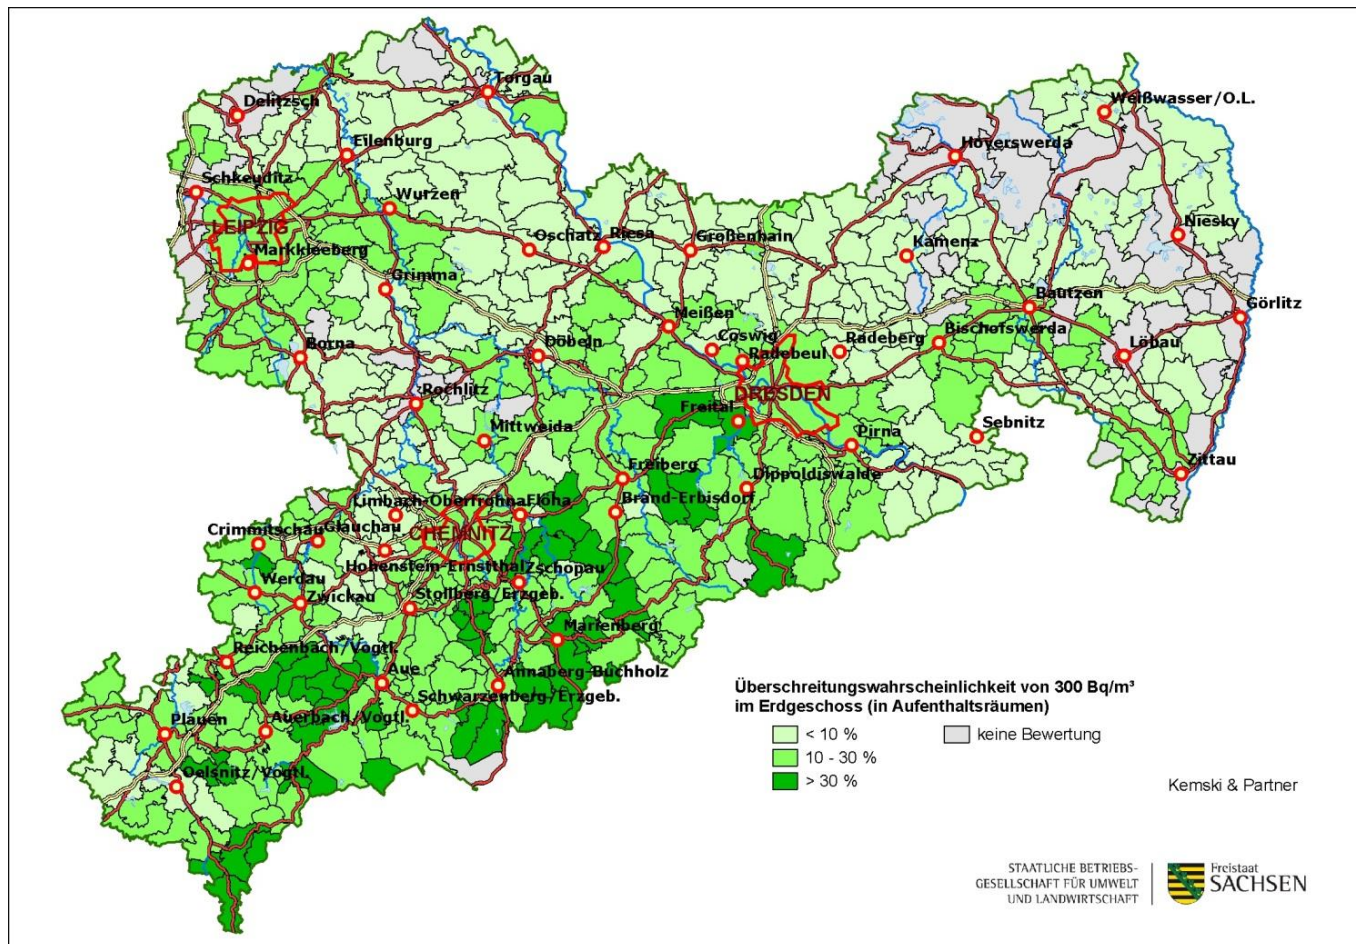 Torgau
Delitzsch
Weißwasser/O.L.
Hoyerswerda
Eilenburg
Schkeuditz
Wurzen
LEIPZIG
Niesky
Markkleeberg
Oschatz
Riesa
Großenhain
Kamenz
Grimma
Bautzen
Görlitz
Meißen
Bischofswerda
Borna
Döbeln
Coswig
Radebeul
Radeberg
Löbau
Rochlitz
DRESDEN
Freital
Mittweida
Pirna
Sebnitz
Freiberg
Dippoldiswalde
Zittau
Limbach-Oberfrohna
Flöha
Brand-Erbisdorf
Crimmitschau
Glauchau
CHEMNITZ
Hohenstein-Ernstthal
Zschopau
Werdau
Zwickau
Stollberg/Erzgeb.
Marienberg
Reichenbach/Vogtl.
Aue
Annaberg-Buchholz
Schwarzenberg/Erzgeb.
Plauen
Auerbach/Vogtl.
Oelsnitz/Vogtl.
Überschreitungswahrscheinlichkeit von 300 Bq/m³
im Erdgeschoss (in Aufenthaltsräumen)
< 10 %
keine Bewertung
10 - 30 %
> 30 %
Kemski & Partner
STAATLICHE BETRIEBS-
GESELLSCHAFT FÜR UMWELT
UND LANDWIRTSCHAFT
Freistaat
SACHSEN